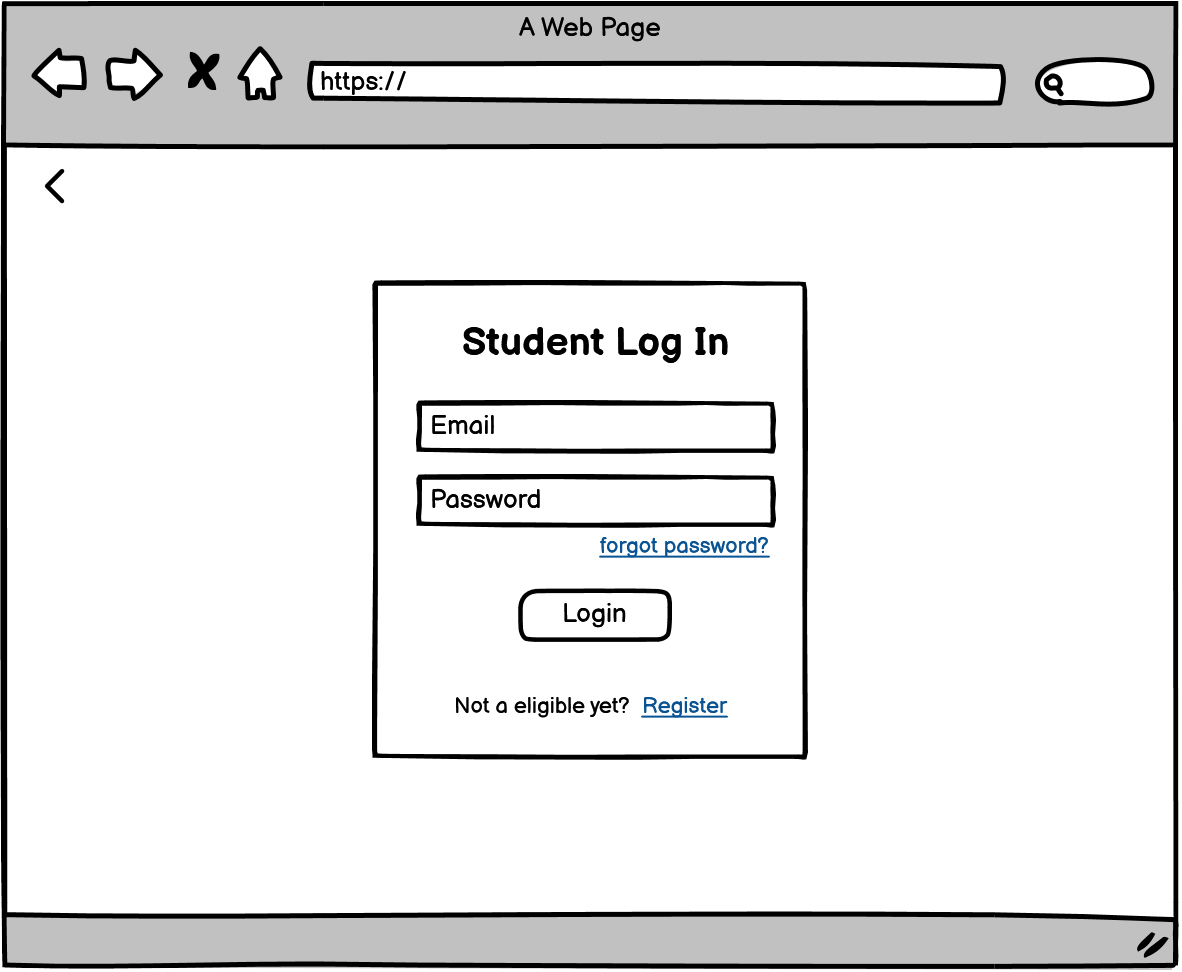 A Web Page
https://
Student Log In
Email
Password
forgot password?
Login
Not a eligible yet? Register